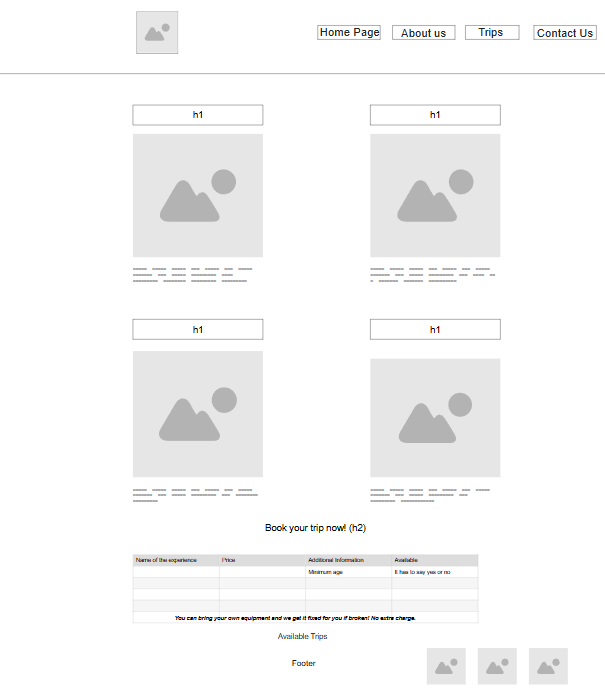 Home Page About us Trips Contact Us
h1 h1
h1 h1
Book your trip now! (h2)
Name of the experience Price Additional Information Available
Minimum age It has to say yes or no
You can bring your own equipment and we get it fixed for you if broken! No extra charge.
Available Trips
Footer